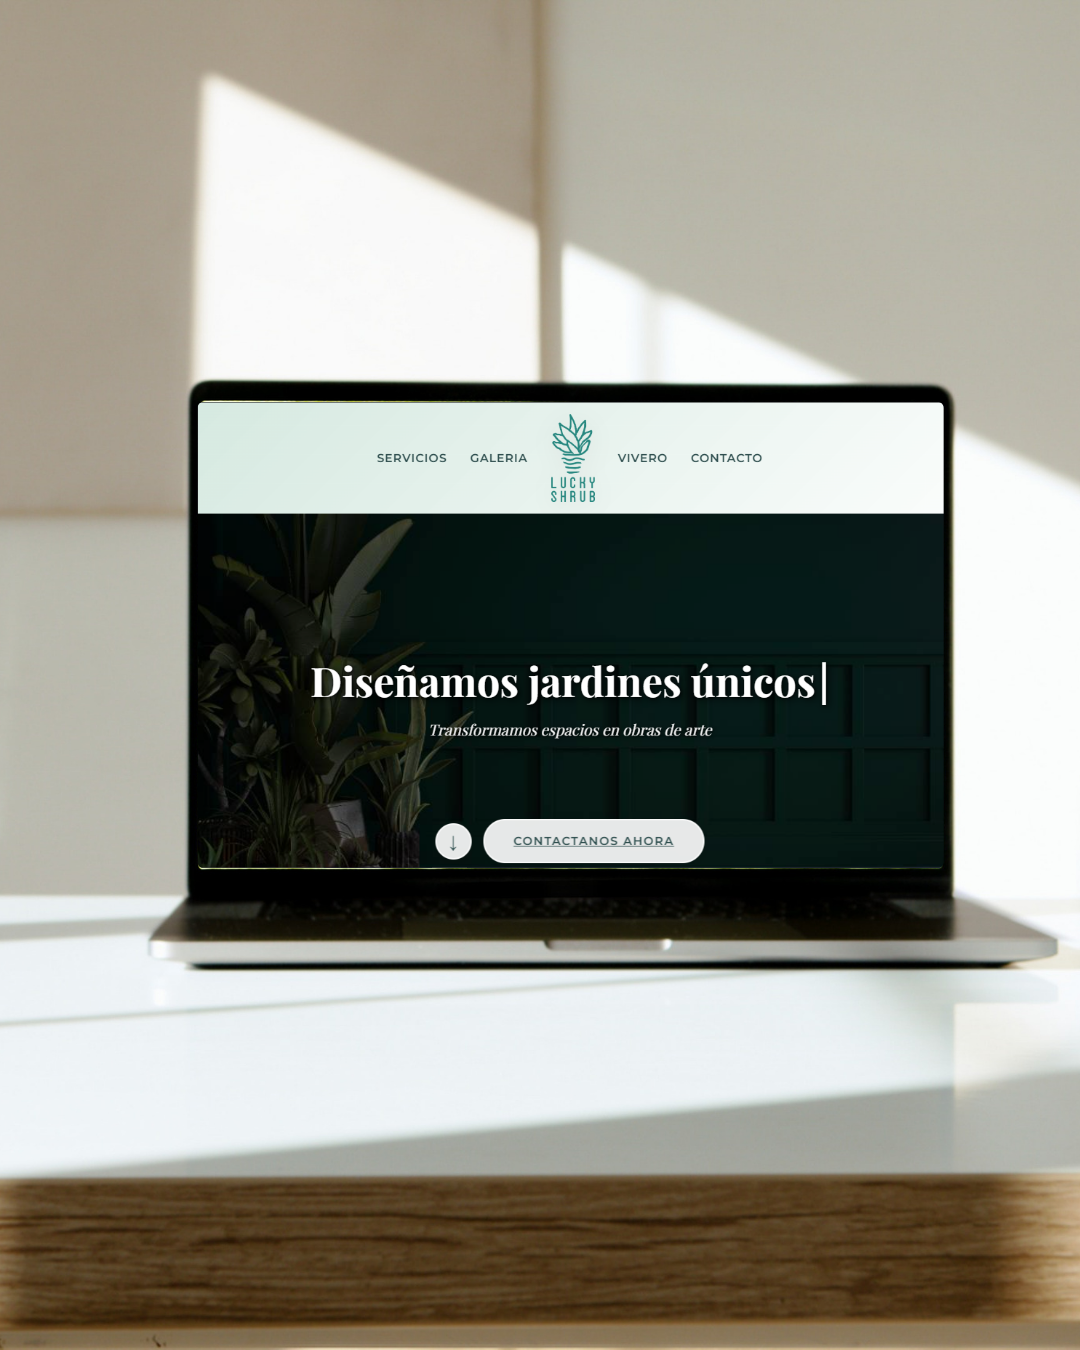 SERVICIOS GALERIA VIVERO CONTACTO
LUCKY
SHRUB
Diseñamos jardines únicos|
Transformamos espacios en obras de arte
↓ CONTACTANOS AHORA